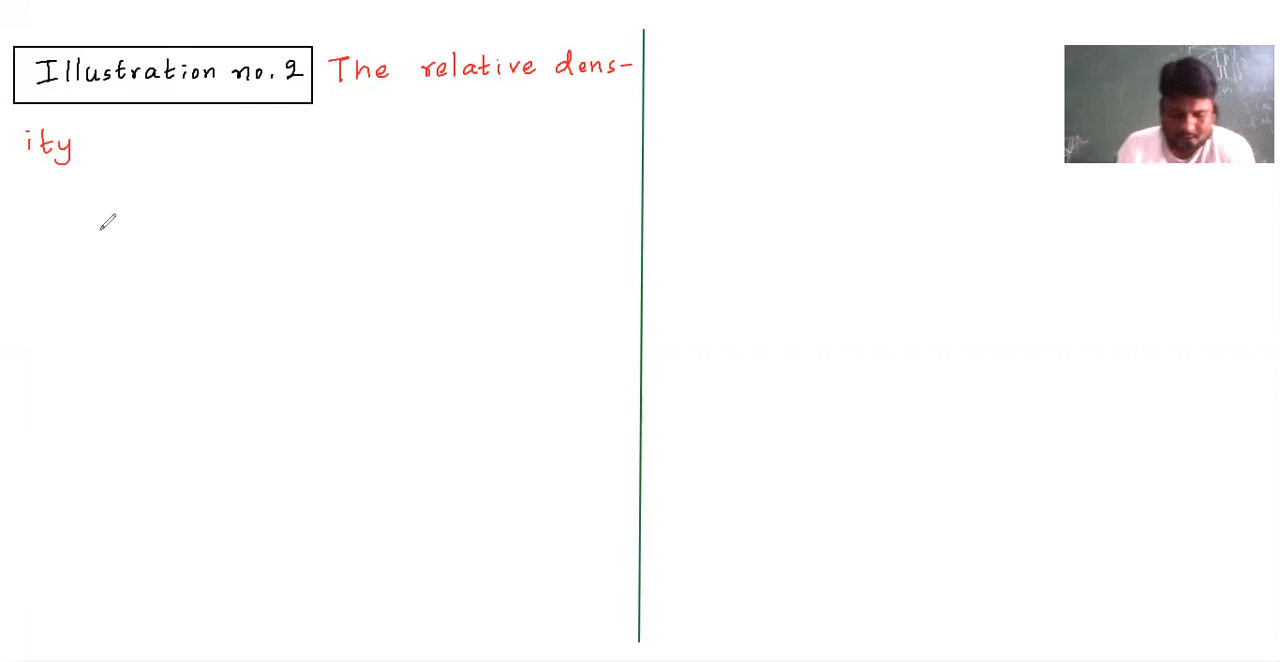 Illustration no. 2 The relative dens-
ity